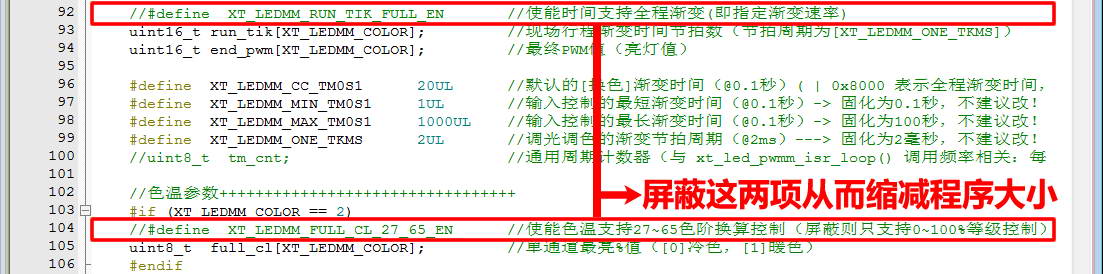 92 //#define XT_LEDMM_RUN_TIK_FULL_EN //使能时间支持全程渐变(即指定渐变速率)
93 uint16_t run_tik[XT_LEDMM_COLOR]; //现场行程渐变时间节拍数（节拍周期为[XT_LEDMM_ONE_TKMS]）
94 uint16_t end_pwm[XT_LEDMM_COLOR]; //最终PWM值（亮灯值）
95
96 #define XT_LEDMM_CC_TM0S1 20UL //默认的[换色]渐变时间（@0.1秒）( | 0x8000 表示全程渐变时间,
97 #define XT_LEDMM_MIN_TM0S1 1UL //输入控制的最短渐变时间（@0.1秒）-> 固化为0.1秒，不建议改！
98 #define XT_LEDMM_MAX_TM0S1 1000UL //输入控制的最长渐变时间（@0.1秒）-> 固化为100秒，不建议改！
99 #define XT_LEDMM_ONE_TKMS 2UL //调光调色的渐变节拍周期（@2ms）---> 固化为2毫秒，不建议改！
100 //uint8_t tm_cnt; //通用周期计数器（与 xt_led_pwmm_isr_loop() 调用频率相关：每
101
102 //色温参数+++++++++++++++++++++++++++++++++
屏蔽这两项从而缩减程序大小
103 #if (XT_LEDMM_COLOR == 2)
104 //#define XT_LEDMM_FULL_CL_27_65_EN //使能色温支持27~65色阶换算控制（屏蔽则只支持0~100%等级控制）
105 uint8_t full_cl[XT_LEDMM_COLOR]; //单通道最亮%值（[0]冷色，[1]暖色）
106 #endif